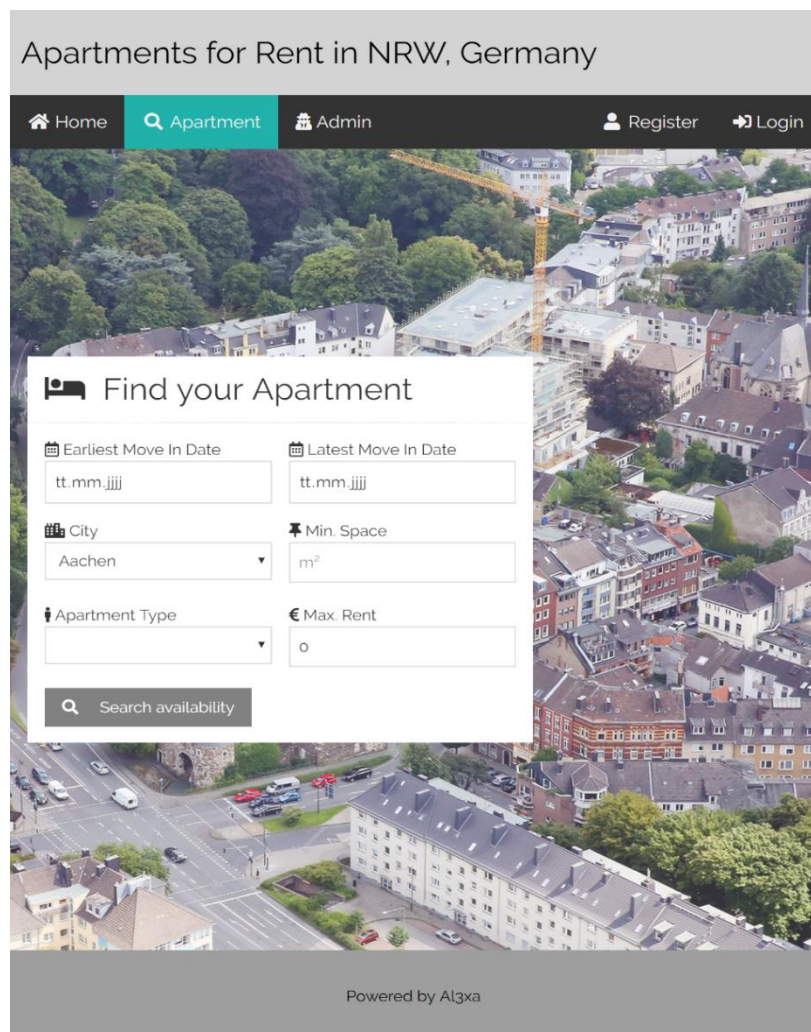 Apartments for Rent in NRW, Germany
Home Apartment Admin Register Login
Find your Apartment
Earliest Move In Date Latest Move In Date
tt.mm.jjjj tt.mm.jjjj
City Min. Space
Aachen m²
Apartment Type € Max. Rent
0
Search availability
Powered by Al3xa